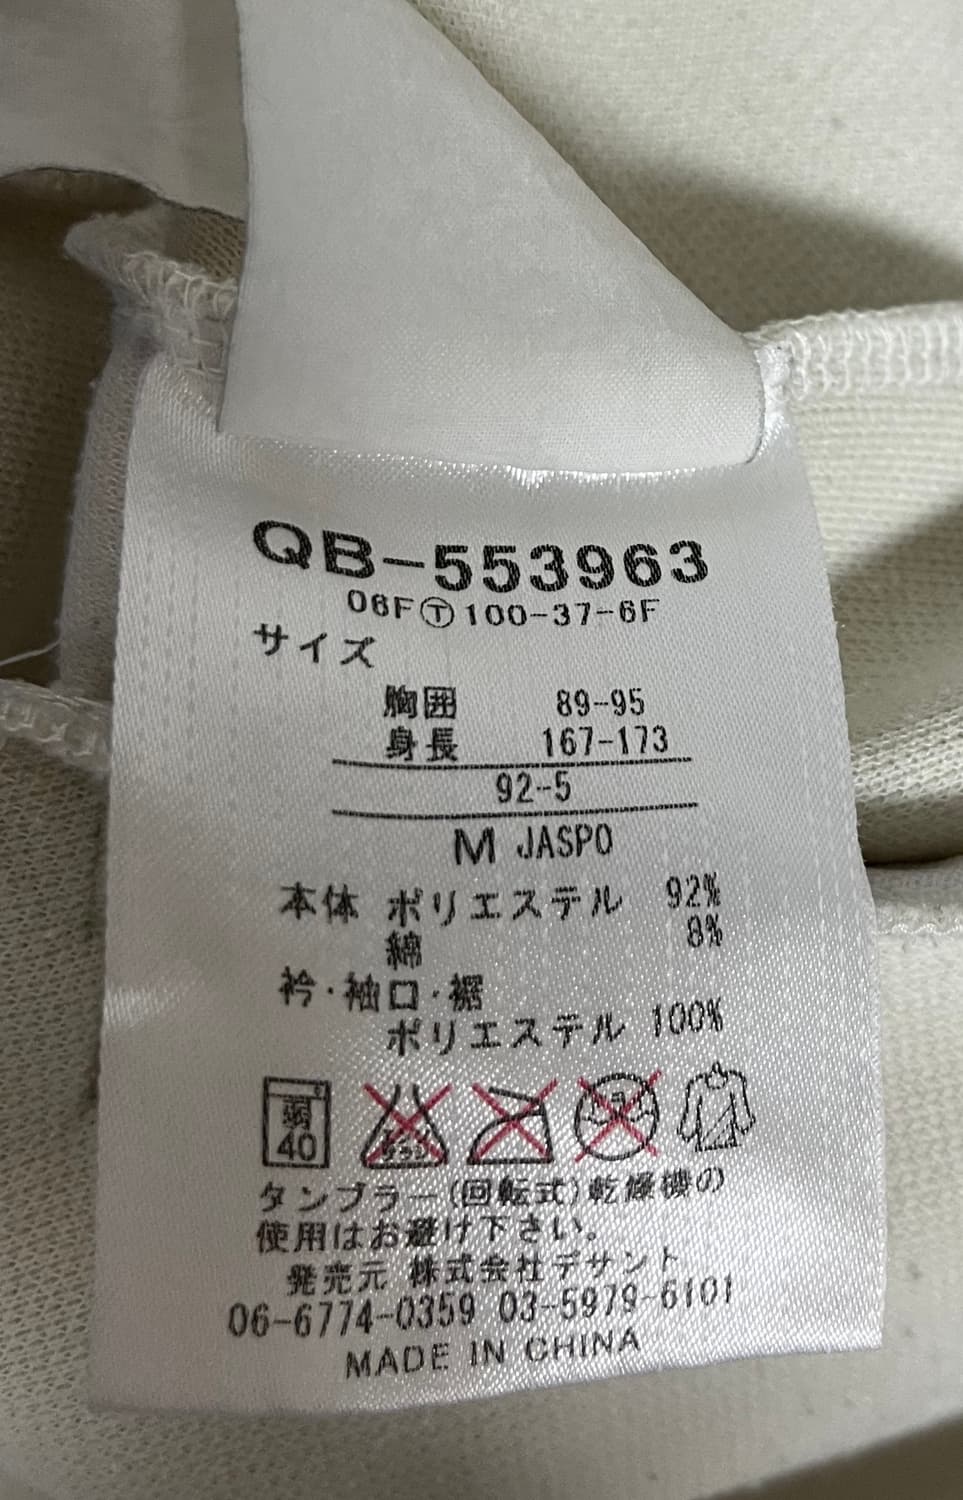 QB-553963
06FⓉ100-37-6F
サイズ
胸囲 89-95
身長 167-173
92-5
M JASPO
本体 ポリエステル 92%
綿 8%
衿・袖口・裾
ポリエステル 100%
弱
40
タンブラー(回転式)乾燥機の
使用はお避け下さい。
発売元 株式会社デサント
06-6774-0359 03-5979-6101
MADE IN CHINA